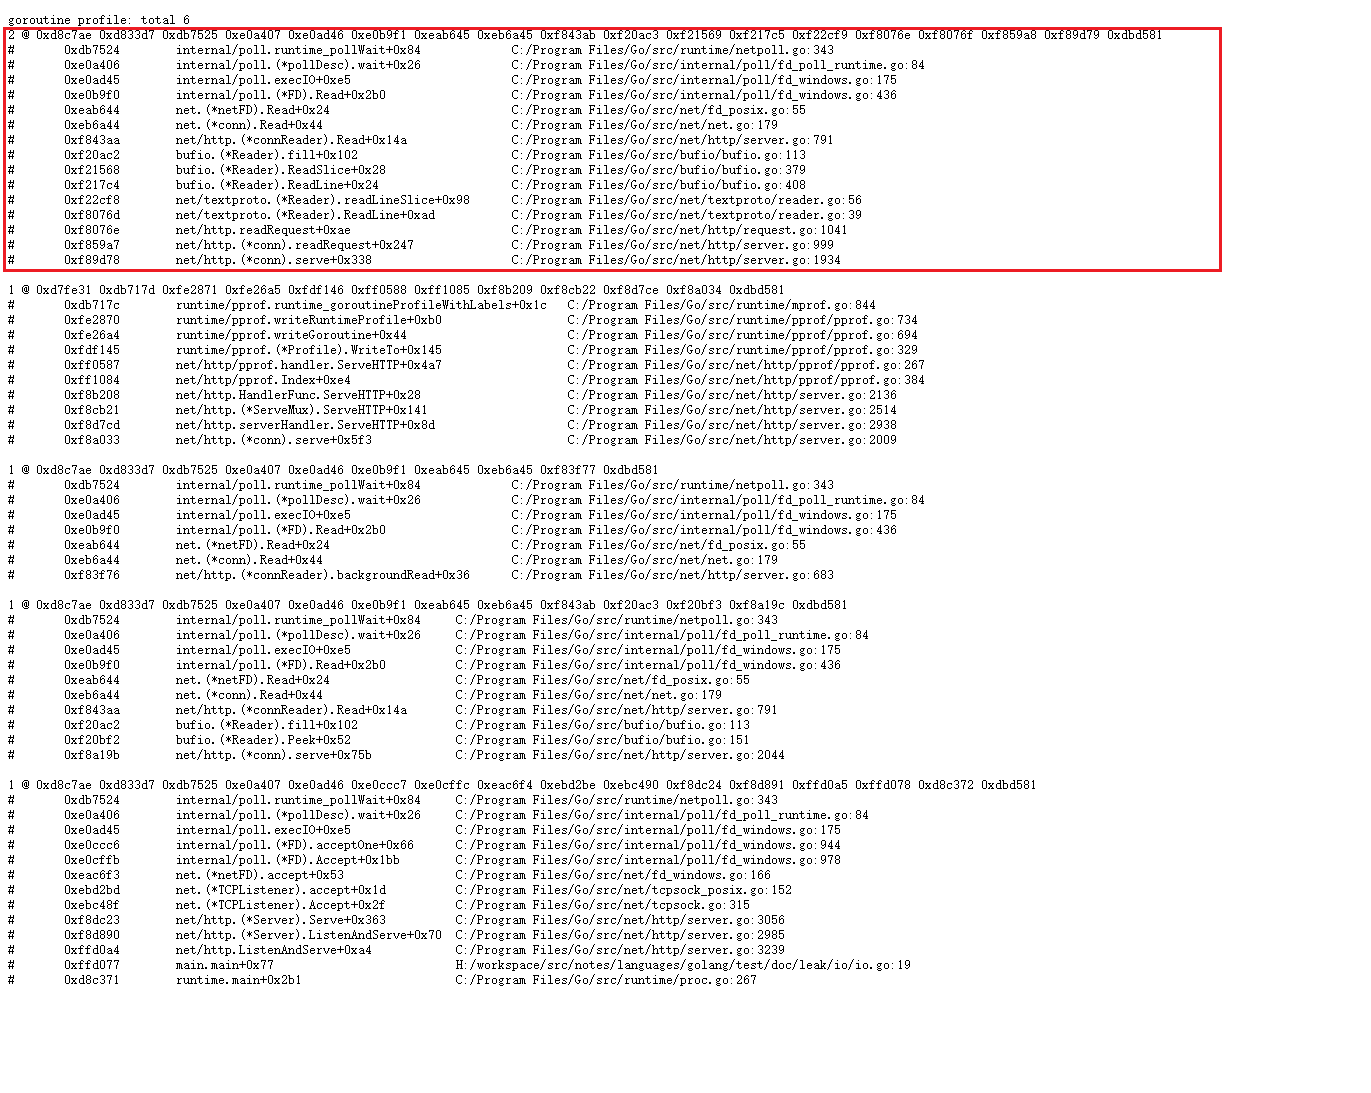 goroutine profile: total 6
2 @ 0xd8c7ae 0xd833d7 0xdb7525 0xe0a407 0xe0ad46 0xe0b9f1 0xeab645 0xeb6a45 0xf843ab 0xf20ac3 0xf21569 0xf217c5 0xf22cf9 0xf8076e 0xf8076f 0xf859a8 0xf89d79 0xdbd581
# 0xdb7524 internal/poll.runtime_pollWait+0x84 C:/Program Files/Go/src/runtime/netpoll.go:343
# 0xe0a406 internal/poll.(*pollDesc).wait+0x26 C:/Program Files/Go/src/internal/poll/fd_poll_runtime.go:84
# 0xe0ad45 internal/poll.execIO+0xe5 C:/Program Files/Go/src/internal/poll/fd_windows.go:175
# 0xe0b9f0 internal/poll.(*FD).Read+0x2b0 C:/Program Files/Go/src/internal/poll/fd_windows.go:436
# 0xeab644 net.(*netFD).Read+0x24 C:/Program Files/Go/src/net/fd_posix.go:55
# 0xeb6a44 net.(*conn).Read+0x44 C:/Program Files/Go/src/net/net.go:179
# 0xf843aa net/http.(*connReader).Read+0x14a C:/Program Files/Go/src/net/http/server.go:791
# 0xf20ac2 bufio.(*Reader).fill+0x102 C:/Program Files/Go/src/bufio/bufio.go:113
# 0xf21568 bufio.(*Reader).ReadSlice+0x28 C:/Program Files/Go/src/bufio/bufio.go:379
# 0xf217c4 bufio.(*Reader).ReadLine+0x24 C:/Program Files/Go/src/bufio/bufio.go:408
# 0xf22cf8 net/textproto.(*Reader).readLineSlice+0x98 C:/Program Files/Go/src/net/textproto/reader.go:56
# 0xf8076d net/textproto.(*Reader).ReadLine+0xad C:/Program Files/Go/src/net/textproto/reader.go:39
# 0xf8076e net/http.readRequest+0xae C:/Program Files/Go/src/net/http/request.go:1041
# 0xf859a7 net/http.(*conn).readRequest+0x247 C:/Program Files/Go/src/net/http/server.go:999
# 0xf89d78 net/http.(*conn).serve+0x338 C:/Program Files/Go/src/net/http/server.go:1934
1 @ 0xd7fe31 0xdb717d 0xfe2871 0xfe26a5 0xfdf146 0xff0588 0xff1085 0xf8b209 0xf8cb22 0xf8d7ce 0xf8a034 0xdbd581
# 0xdb717c runtime/pprof.runtime_goroutineProfileWithLabels+0x1c C:/Program Files/Go/src/runtime/mprof.go:844
# 0xfe2870 runtime/pprof.writeRuntimeProfile+0xb0 C:/Program Files/Go/src/runtime/pprof/pprof.go:734
# 0xfe26a4 runtime/pprof.writeGoroutine+0x44 C:/Program Files/Go/src/runtime/pprof/pprof.go:694
# 0xfdf145 runtime/pprof.(*Profile).WriteTo+0x145 C:/Program Files/Go/src/runtime/pprof/pprof.go:329
# 0xff0587 net/http/pprof.handler.ServeHTTP+0x4a7 C:/Program Files/Go/src/net/http/pprof/pprof.go:267
# 0xff1084 net/http/pprof.Index+0xe4 C:/Program Files/Go/src/net/http/pprof/pprof.go:384
# 0xf8b208 net/http.HandlerFunc.ServeHTTP+0x28 C:/Program Files/Go/src/net/http/server.go:2136
# 0xf8cb21 net/http.(*ServeMux).ServeHTTP+0x141 C:/Program Files/Go/src/net/http/server.go:2514
# 0xf8d7cd net/http.serverHandler.ServeHTTP+0x8d C:/Program Files/Go/src/net/http/server.go:2938
# 0xf8a033 net/http.(*conn).serve+0x5f3 C:/Program Files/Go/src/net/http/server.go:2009
1 @ 0xd8c7ae 0xd833d7 0xdb7525 0xe0a407 0xe0ad46 0xe0b9f1 0xeab645 0xeb6a45 0xf83f77 0xdbd581
# 0xdb7524 internal/poll.runtime_pollWait+0x84 C:/Program Files/Go/src/runtime/netpoll.go:343
# 0xe0a406 internal/poll.(*pollDesc).wait+0x26 C:/Program Files/Go/src/internal/poll/fd_poll_runtime.go:84
# 0xe0ad45 internal/poll.execIO+0xe5 C:/Program Files/Go/src/internal/poll/fd_windows.go:175
# 0xe0b9f0 internal/poll.(*FD).Read+0x2b0 C:/Program Files/Go/src/internal/poll/fd_windows.go:436
# 0xeab644 net.(*netFD).Read+0x24 C:/Program Files/Go/src/net/fd_posix.go:55
# 0xeb6a44 net.(*conn).Read+0x44 C:/Program Files/Go/src/net/net.go:179
# 0xf83f76 net/http.(*connReader).backgroundRead+0x36 C:/Program Files/Go/src/net/http/server.go:683
1 @ 0xd8c7ae 0xd833d7 0xdb7525 0xe0a407 0xe0ad46 0xe0b9f1 0xeab645 0xeb6a45 0xf843ab 0xf20ac3 0xf20bf3 0xf8a19c 0xdbd581
# 0xdb7524 internal/poll.runtime_pollWait+0x84 C:/Program Files/Go/src/runtime/netpoll.go:343
# 0xe0a406 internal/poll.(*pollDesc).wait+0x26 C:/Program Files/Go/src/internal/poll/fd_poll_runtime.go:84
# 0xe0ad45 internal/poll.execIO+0xe5 C:/Program Files/Go/src/internal/poll/fd_windows.go:175
# 0xe0b9f0 internal/poll.(*FD).Read+0x2b0 C:/Program Files/Go/src/internal/poll/fd_windows.go:436
# 0xeab644 net.(*netFD).Read+0x24 C:/Program Files/Go/src/net/fd_posix.go:55
# 0xeb6a44 net.(*conn).Read+0x44 C:/Program Files/Go/src/net/net.go:179
# 0xf843aa net/http.(*connReader).Read+0x14a C:/Program Files/Go/src/net/http/server.go:791
# 0xf20ac2 bufio.(*Reader).fill+0x102 C:/Program Files/Go/src/bufio/bufio.go:113
# 0xf20bf2 bufio.(*Reader).Peek+0x52 C:/Program Files/Go/src/bufio/bufio.go:151
# 0xf8a19b net/http.(*conn).serve+0x75b C:/Program Files/Go/src/net/http/server.go:2044
1 @ 0xd8c7ae 0xd833d7 0xdb7525 0xe0a407 0xe0ad46 0xe0ccc7 0xe0cffc 0xeac6f4 0xebd2be 0xebc490 0xf8dc24 0xf8d891 0xffd0a5 0xffd078 0xd8c372 0xdbd581
# 0xdb7524 internal/poll.runtime_pollWait+0x84 C:/Program Files/Go/src/runtime/netpoll.go:343
# 0xe0a406 internal/poll.(*pollDesc).wait+0x26 C:/Program Files/Go/src/internal/poll/fd_poll_runtime.go:84
# 0xe0ad45 internal/poll.execIO+0xe5 C:/Program Files/Go/src/internal/poll/fd_windows.go:175
# 0xe0ccc6 internal/poll.(*FD).acceptOne+0x66 C:/Program Files/Go/src/internal/poll/fd_windows.go:944
# 0xe0cffb internal/poll.(*FD).Accept+0x1bb C:/Program Files/Go/src/internal/poll/fd_windows.go:978
# 0xeac6f3 net.(*netFD).accept+0x53 C:/Program Files/Go/src/net/fd_windows.go:166
# 0xebd2bd net.(*TCPListener).accept+0x1d C:/Program Files/Go/src/net/tcpsock_posix.go:152
# 0xebc48f net.(*TCPListener).Accept+0x2f C:/Program Files/Go/src/net/tcpsock.go:315
# 0xf8dc23 net/http.(*Server).Serve+0x363 C:/Program Files/Go/src/net/http/server.go:3056
# 0xf8d890 net/http.(*Server).ListenAndServe+0x70 C:/Program Files/Go/src/net/http/server.go:2985
# 0xffd0a4 net/http.ListenAndServe+0xa4 C:/Program Files/Go/src/net/http/server.go:3239
# 0xffd077 main.main+0x77 H:/workspace/src/notes/languages/golang/test/doc/leak/io/io.go:19
# 0xd8c371 runtime.main+0x2b1 C:/Program Files/Go/src/runtime/proc.go:267